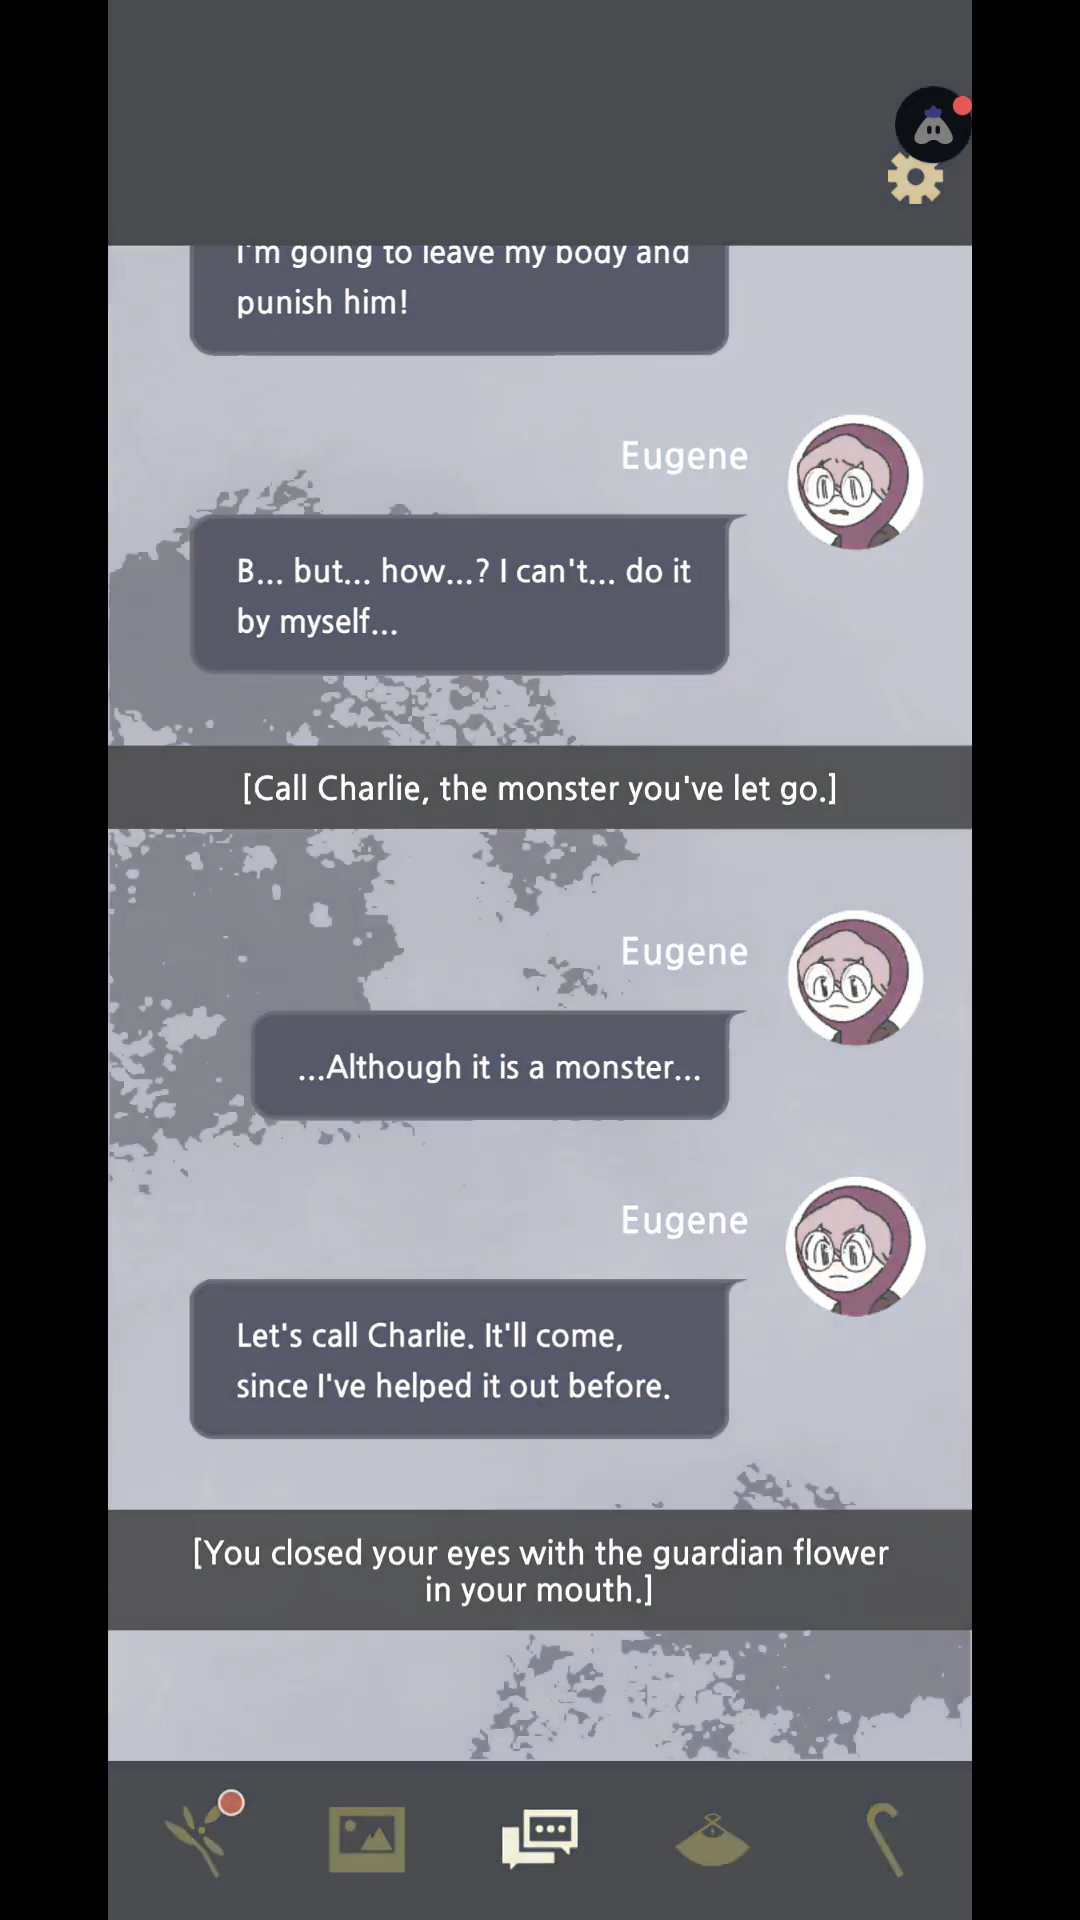 I'm going to leave my body and
punish him!
Eugene
B... but... how...? I can't... do it
by myself...
[Call Charlie, the monster you've let go.]
Eugene
...Although it is a monster...
Eugene
Let's call Charlie. It'll come,
since I've helped it out before.
[You closed your eyes with the guardian flower
in your mouth.]